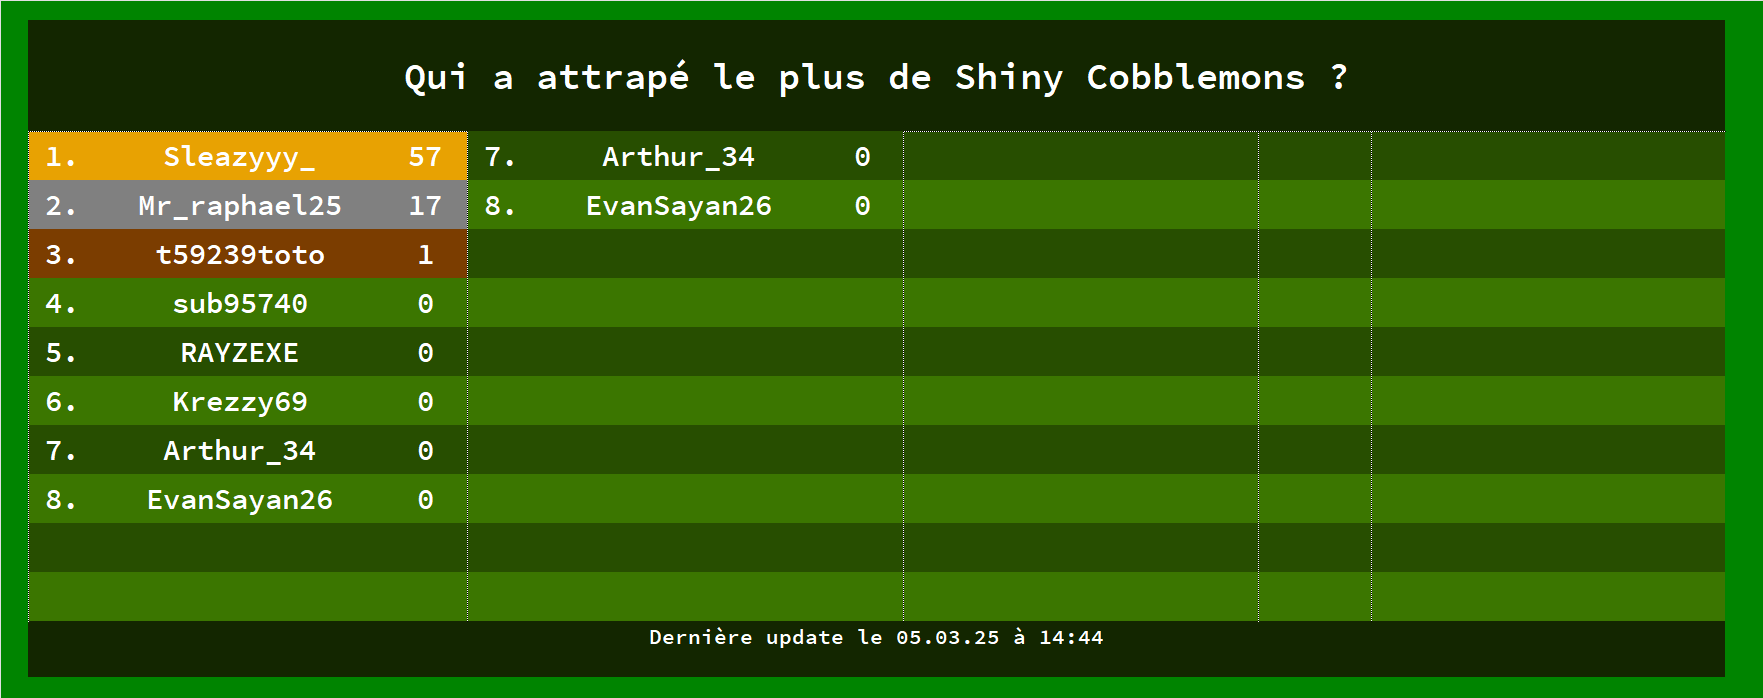 Qui a attrapé le plus de Shiny Cobblemons ?
1. Sleazyyy_ 57 7. Arthur_34 0
2. Mr_raphael25 17 8. EvanSayan26 0
3. t59239toto 1
4. sub95740 0
5. RAYZEXE 0
6. Krezzy69 0
7. Arthur_34 0
8. EvanSayan26 0
Dernière update le 05.03.25 à 14:44